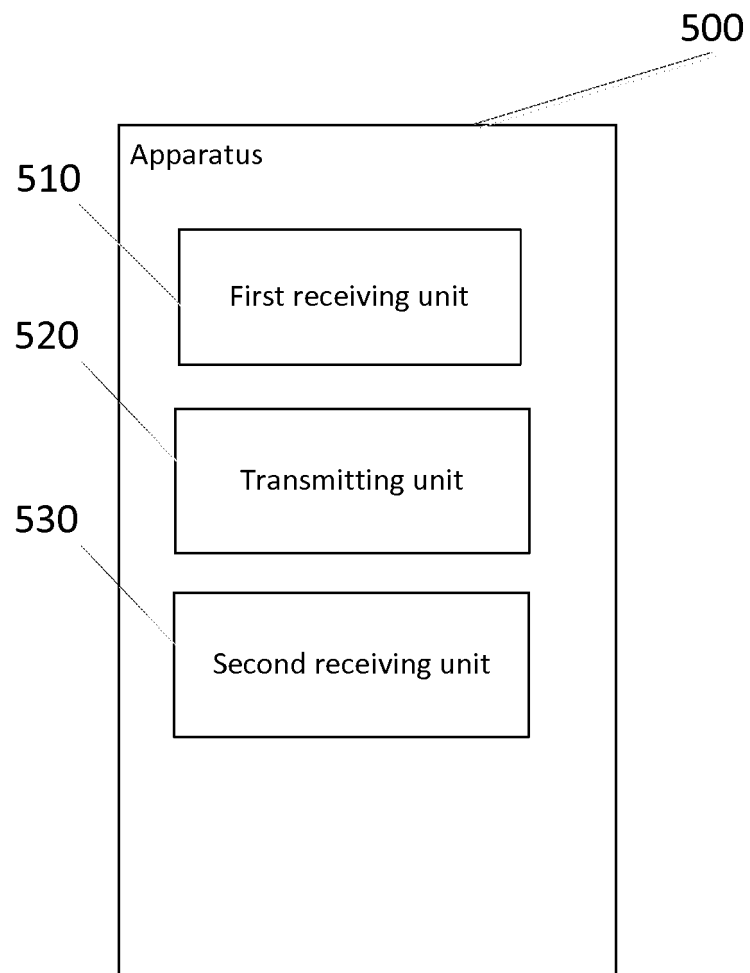 500
Apparatus
510
First receiving unit
520
Transmitting unit
530
Second receiving unit